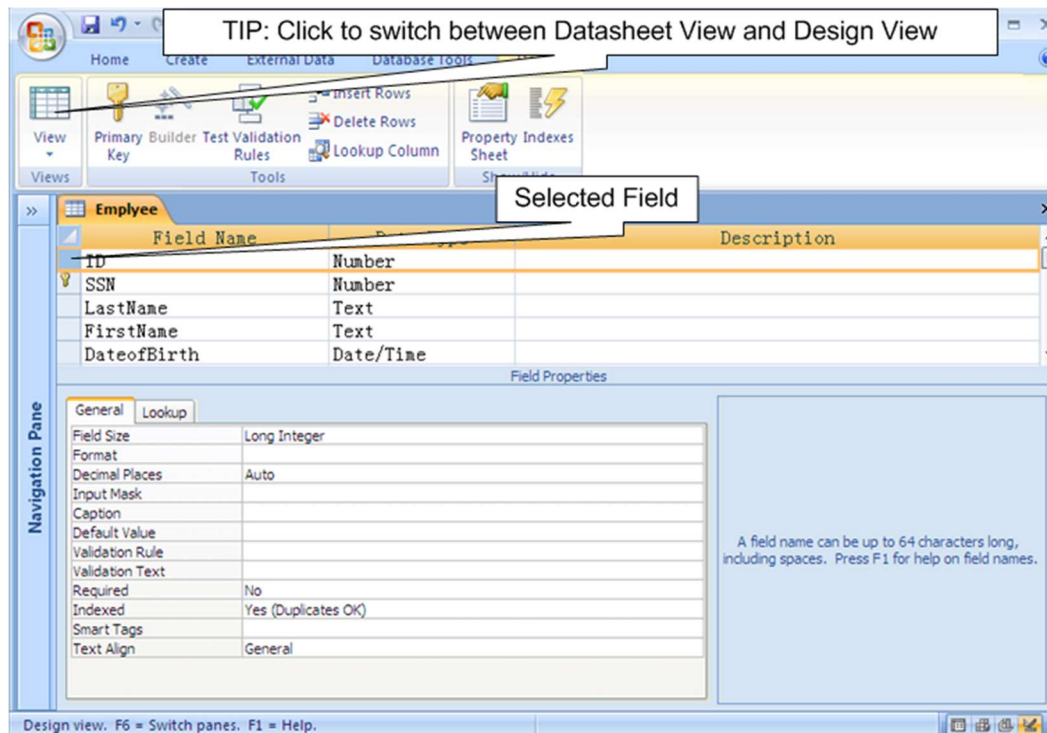 TIP: Click to switch between Datasheet View and Design View
Home Create External Data Database Tools
Insert Rows
Delete Rows
Lookup Column
View
Primary Key
Builder
Test Validation Rules
Property Sheet
Indexes
Views
Tools
Show/Hide
Selected Field
Emplyee
Field Name Data Type Description
ID Number
SSN Number
LastName Text
FirstName Text
DateofBirth Date/Time
Field Properties
Navigation Pane
General Lookup
Field Size Long Integer
Format
Decimal Places Auto
Input Mask
Caption
Default Value
Validation Rule
Validation Text
Required No
Indexed Yes (Duplicates OK)
Smart Tags
Text Align General
A field name can be up to 64 characters long,
including spaces. Press F1 for help on field names.
Design view. F6 = Switch panes. F1 = Help.